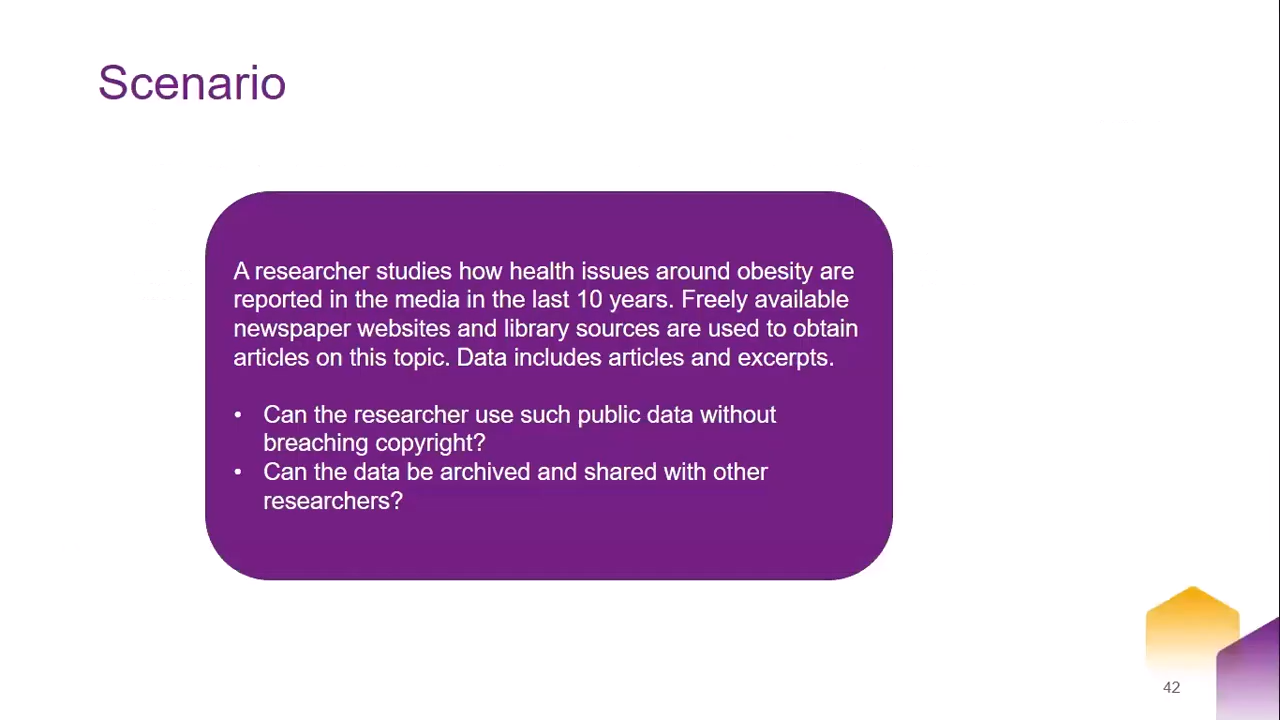 Scenario
A researcher studies how health issues around obesity are
reported in the media in the last 10 years. Freely available
newspaper websites and library sources are used to obtain
articles on this topic. Data includes articles and excerpts.
• Can the researcher use such public data without
breaching copyright?
• Can the data be archived and shared with other
researchers?
42